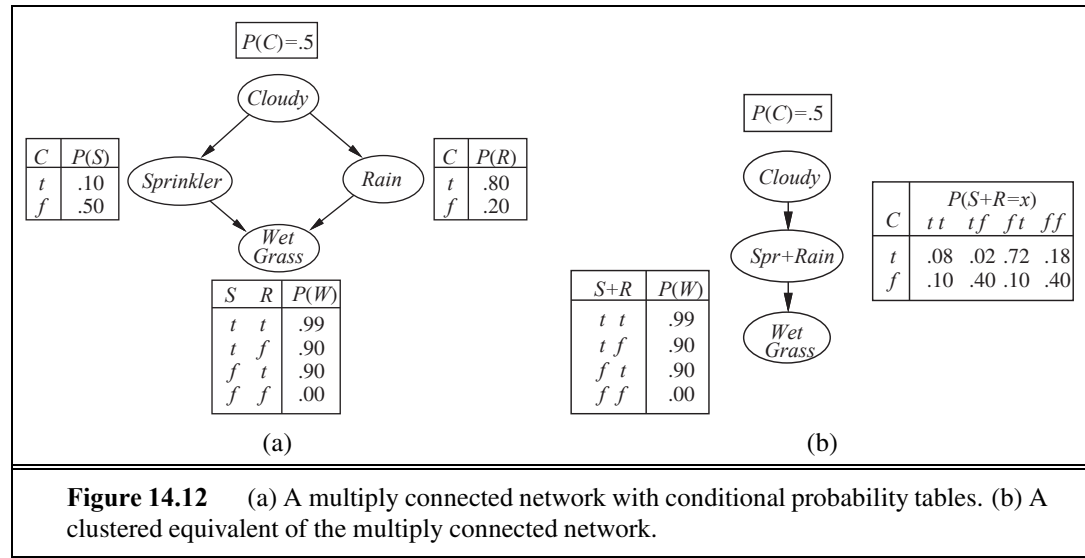 P(C)=.5
Cloudy
C P(S)
t .10
f .50
Sprinkler
Rain
C P(R)
t .80
f .20
Wet
Grass
S R P(W)
t t .99
t f .90
f t .90
f f .00
(a)
P(C)=.5
Cloudy
Spr+Rain
Wet
Grass
P(S+R=x)
C t t t f f t f f
t .08 .02 .72 .18
f .10 .40 .10 .40
S+R P(W)
t t .99
t f .90
f t .90
f f .00
(b)
Figure 14.12 (a) A multiply connected network with conditional probability tables. (b) A
clustered equivalent of the multiply connected network.